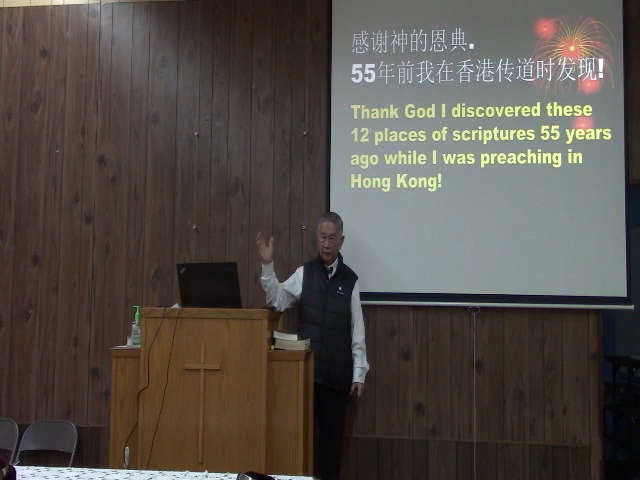 感谢神的恩典.
55年前我在香港传道时发现!
Thank God I discovered these
12 places of scriptures 55 years
ago while I was preaching in
Hong Kong!